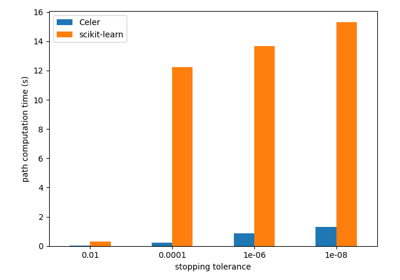 Celer
scikit-learn
path computation time (s)
16
14
12
10
8
6
4
2
0
0.01 0.0001 1e-06 1e-08
stopping tolerance